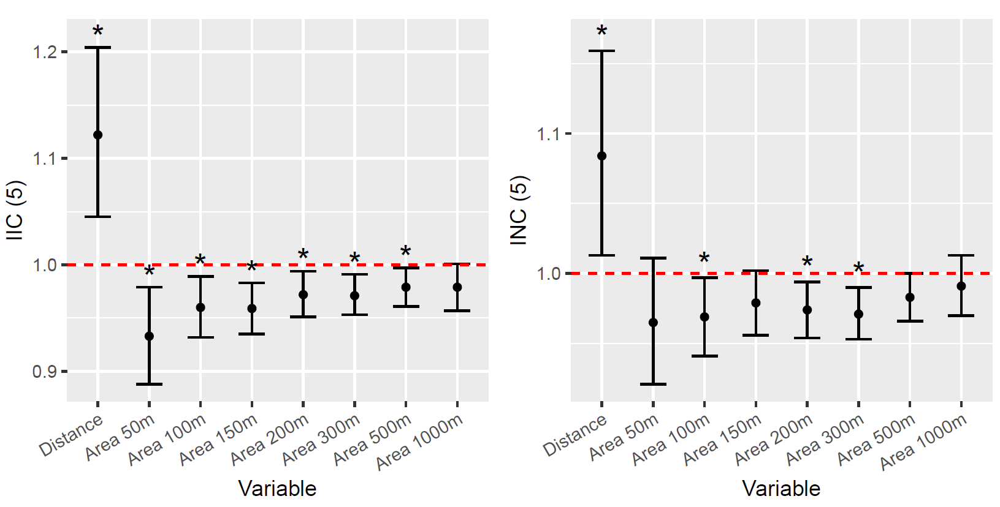 IIC (5)
1.2
1.1
1.0
0.9
* * * * * * *
Distance
Area 50m
Area 100m
Area 150m
Area 200m
Area 300m
Area 500m
Area 1000m
Variable
INC (5)
1.1
1.0
* * * *
Distance
Area 50m
Area 100m
Area 150m
Area 200m
Area 300m
Area 500m
Area 1000m
Variable